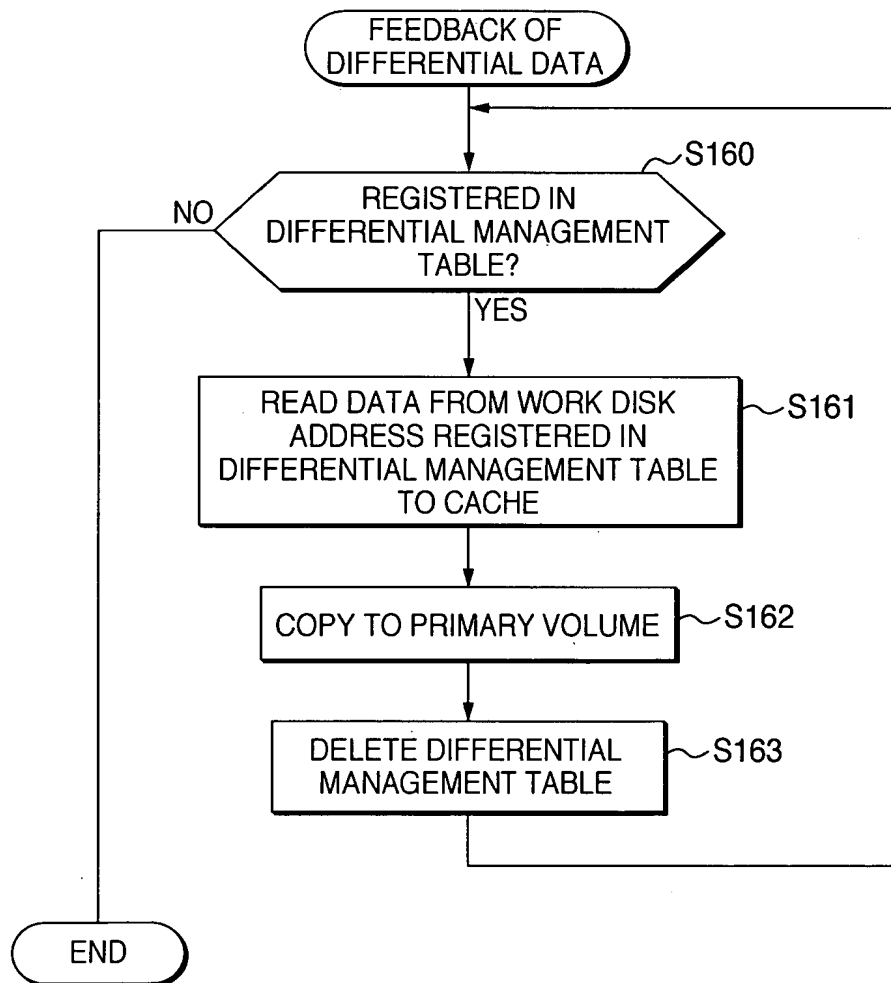 FEEDBACK OF
DIFFERENTIAL DATA
S160
REGISTERED IN
DIFFERENTIAL MANAGEMENT
TABLE?
NO
YES
READ DATA FROM WORK DISK
ADDRESS REGISTERED IN
DIFFERENTIAL MANAGEMENT TABLE
TO CACHE
S161
COPY TO PRIMARY VOLUME
S162
DELETE DIFFERENTIAL
MANAGEMENT TABLE
S163
END